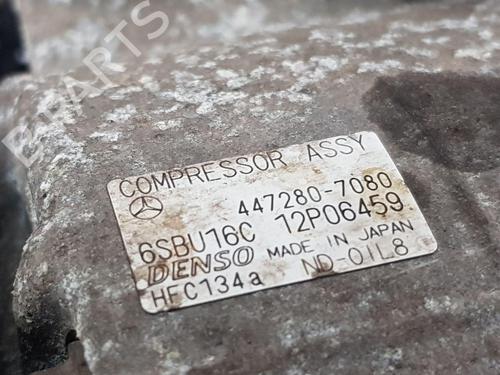 B-PARTS
COMPRESSOR ASSY
447280-7080
6SBU16C 12P06459
DENSO MADE IN JAPAN
HFC134a ND-OIL8